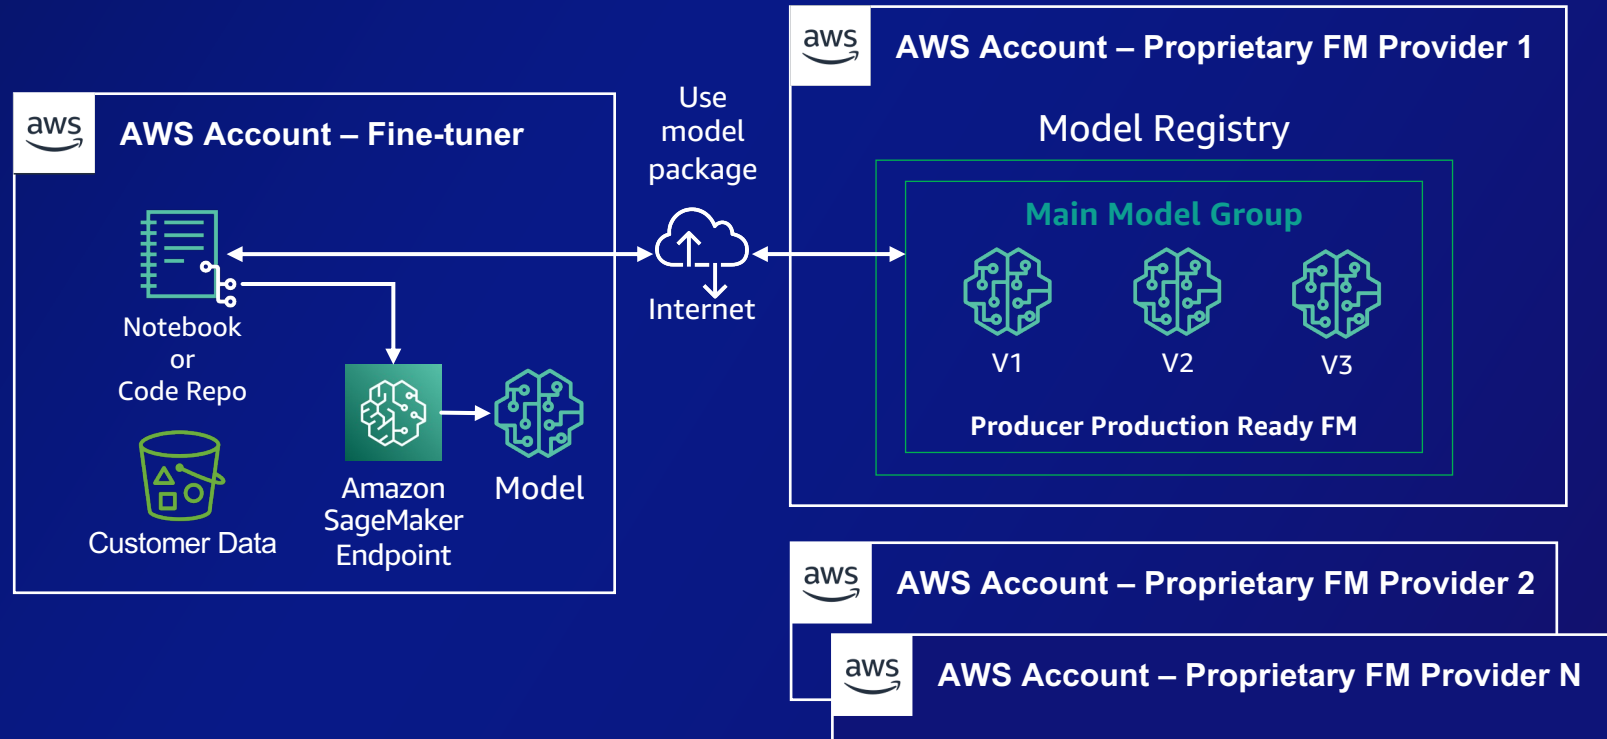 aws
AWS Account – Fine-tuner
Notebook
or
Code Repo
Customer Data
Amazon
SageMaker
Endpoint
Model
Use
model
package
Internet
aws
AWS Account – Proprietary FM Provider 1
Model Registry
Main Model Group
V1
V2
V3
Producer Production Ready FM
aws
AWS Account – Proprietary FM Provider 2
aws
AWS Account – Proprietary FM Provider N